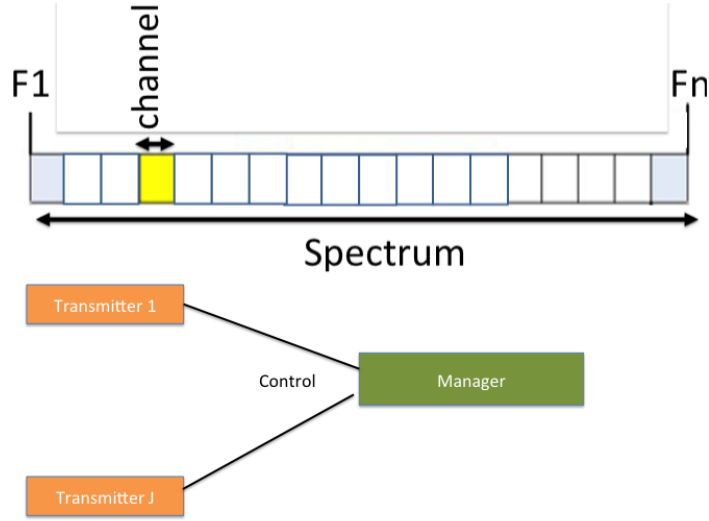 F1
channel
Fn
Spectrum
Transmitter 1
Control
Manager
Transmitter J